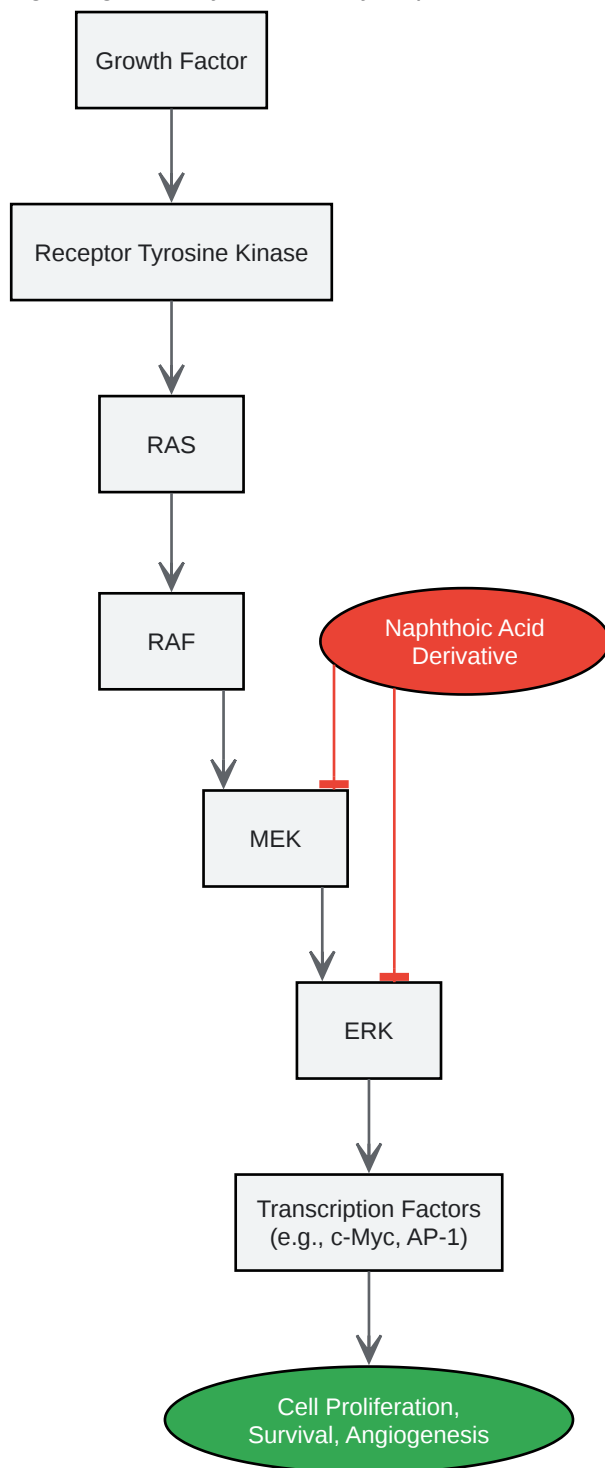 Growth Factor
Receptor Tyrosine Kinase
RAS
RAF
Naphthoic Acid
Derivative
MEK
ERK
Transcription Factors
(e.g., c-Myc, AP-1)
Cell Proliferation,
Survival, Angiogenesis